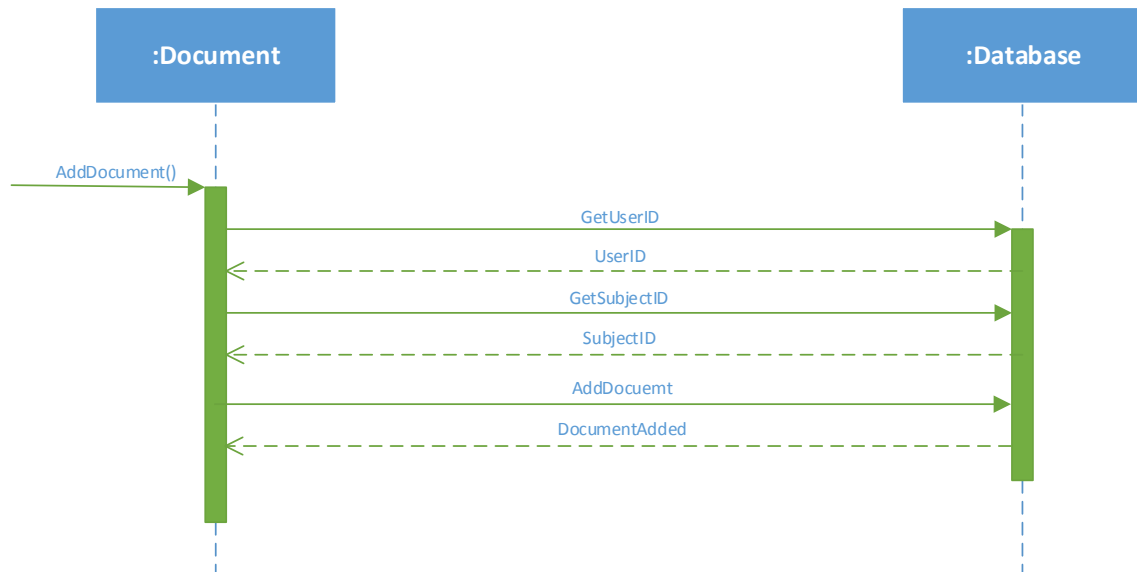 :Document
:Database
AddDocument()
GetUserID
UserID
GetSubjectID
SubjectID
AddDocuemt
DocumentAdded